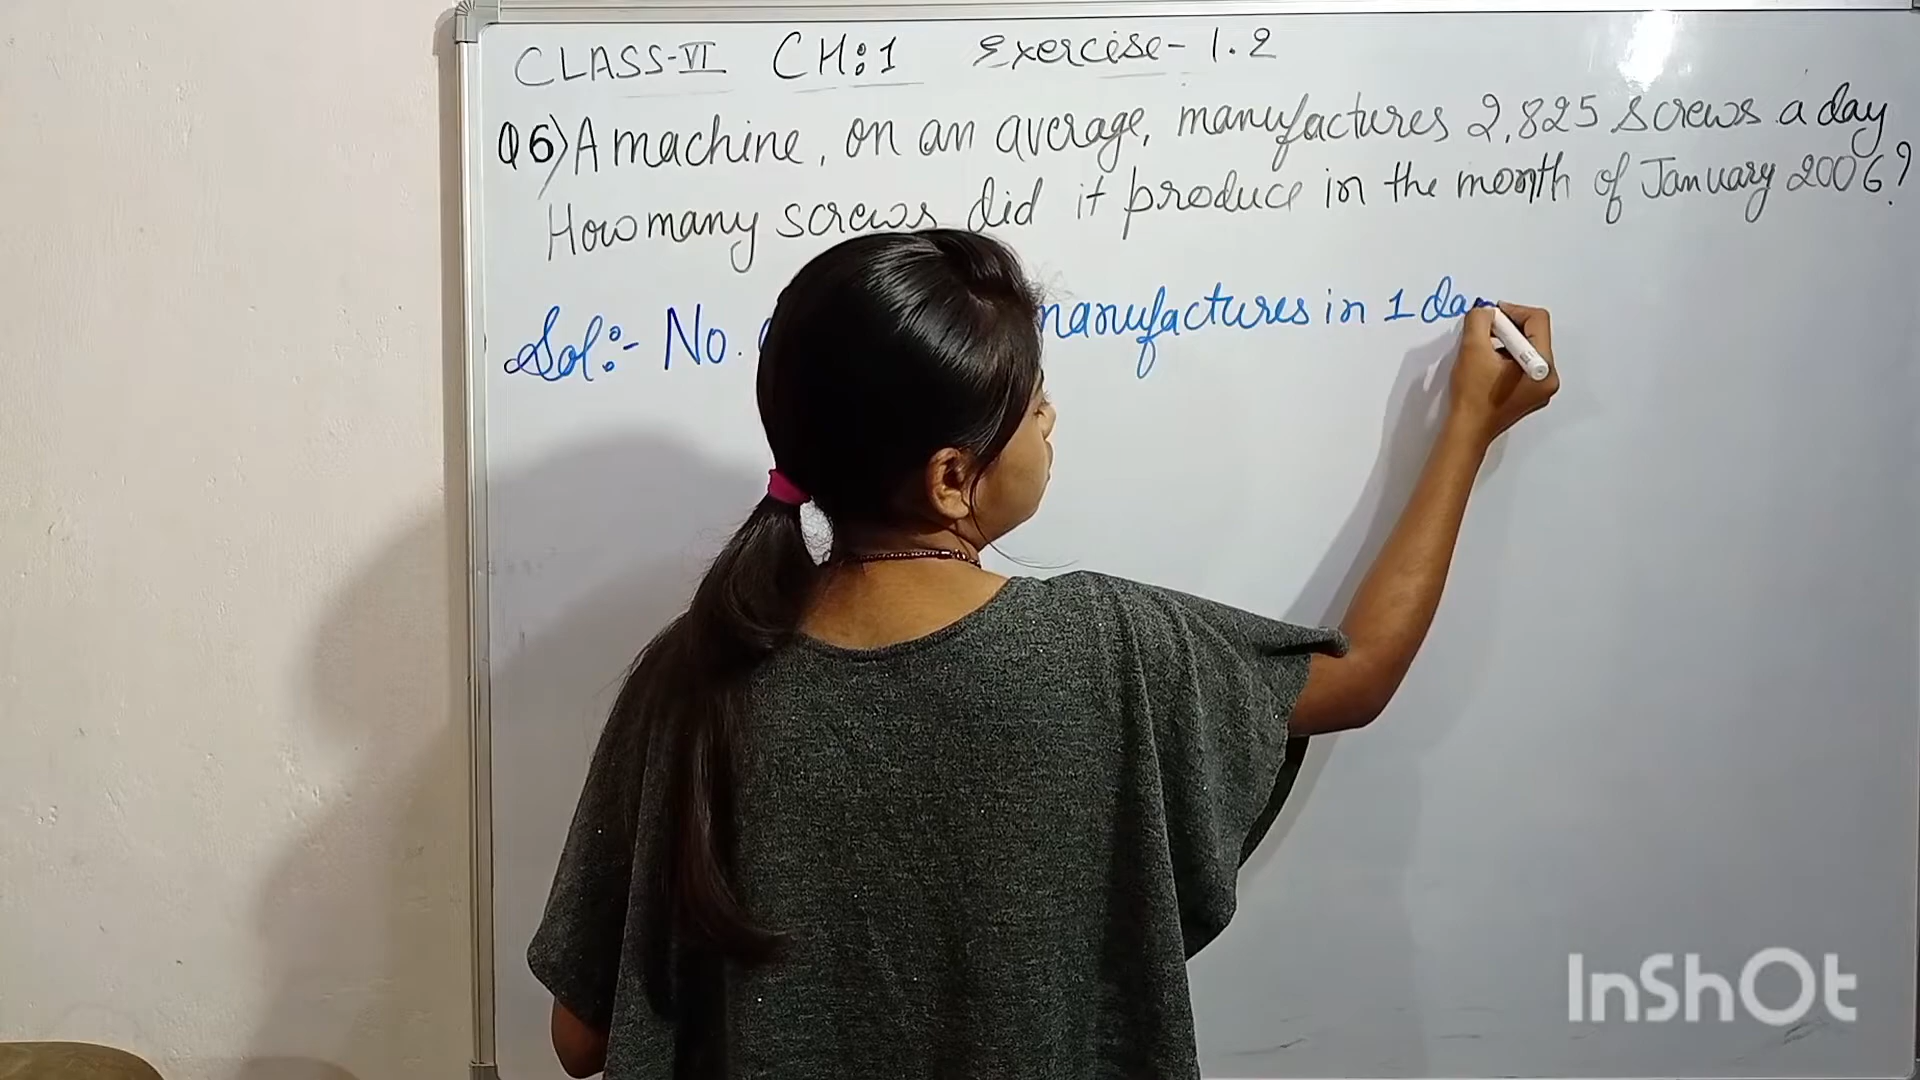 CLASS-VI CH:1 Exercise-1.2
Q6) A machine, on an average, manufactures 2,825 screws a day
How many screws did it produce in the month of January 2006?
Sol:- No. manufactures in 1 day
InShOt